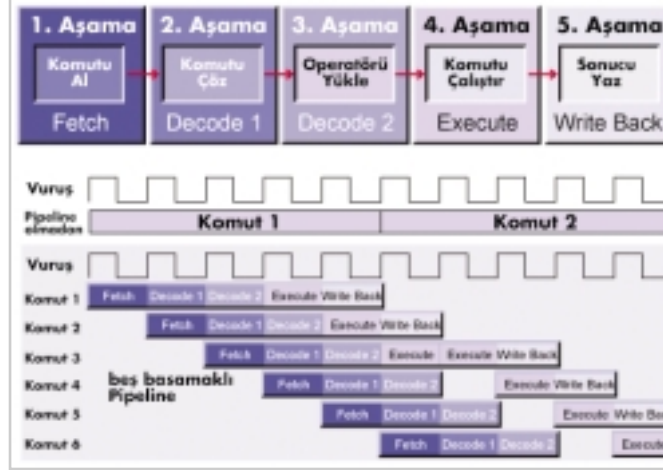 1. Aşama 2. Aşama 3. Aşama 4. Aşama 5. Aşama
Komutu Al Komutu Çöz Operatörü Yükle Komutu Çalıştır Sonucu Yaz
Fetch Decode 1 Decode 2 Execute Write Back
Vuruş
Pipeline olmadan Komut 1 Komut 2
Vuruş
Komut 1 Fetch Decode 1 Decode 2 Execute Write Back
Komut 2 Fetch Decode 1 Decode 2 Execute Write Back
Komut 3 Fetch Decode 1 Decode 2 Execute Execute Write Back
Komut 4 Fetch Decode 1 Decode 2 Execute Write Back
beş basamaklı
Pipeline
Komut 5 Fetch Decode 1 Decode 2 Execute Write Ba
Komut 6 Fetch Decode 1 Decode 2 Execut